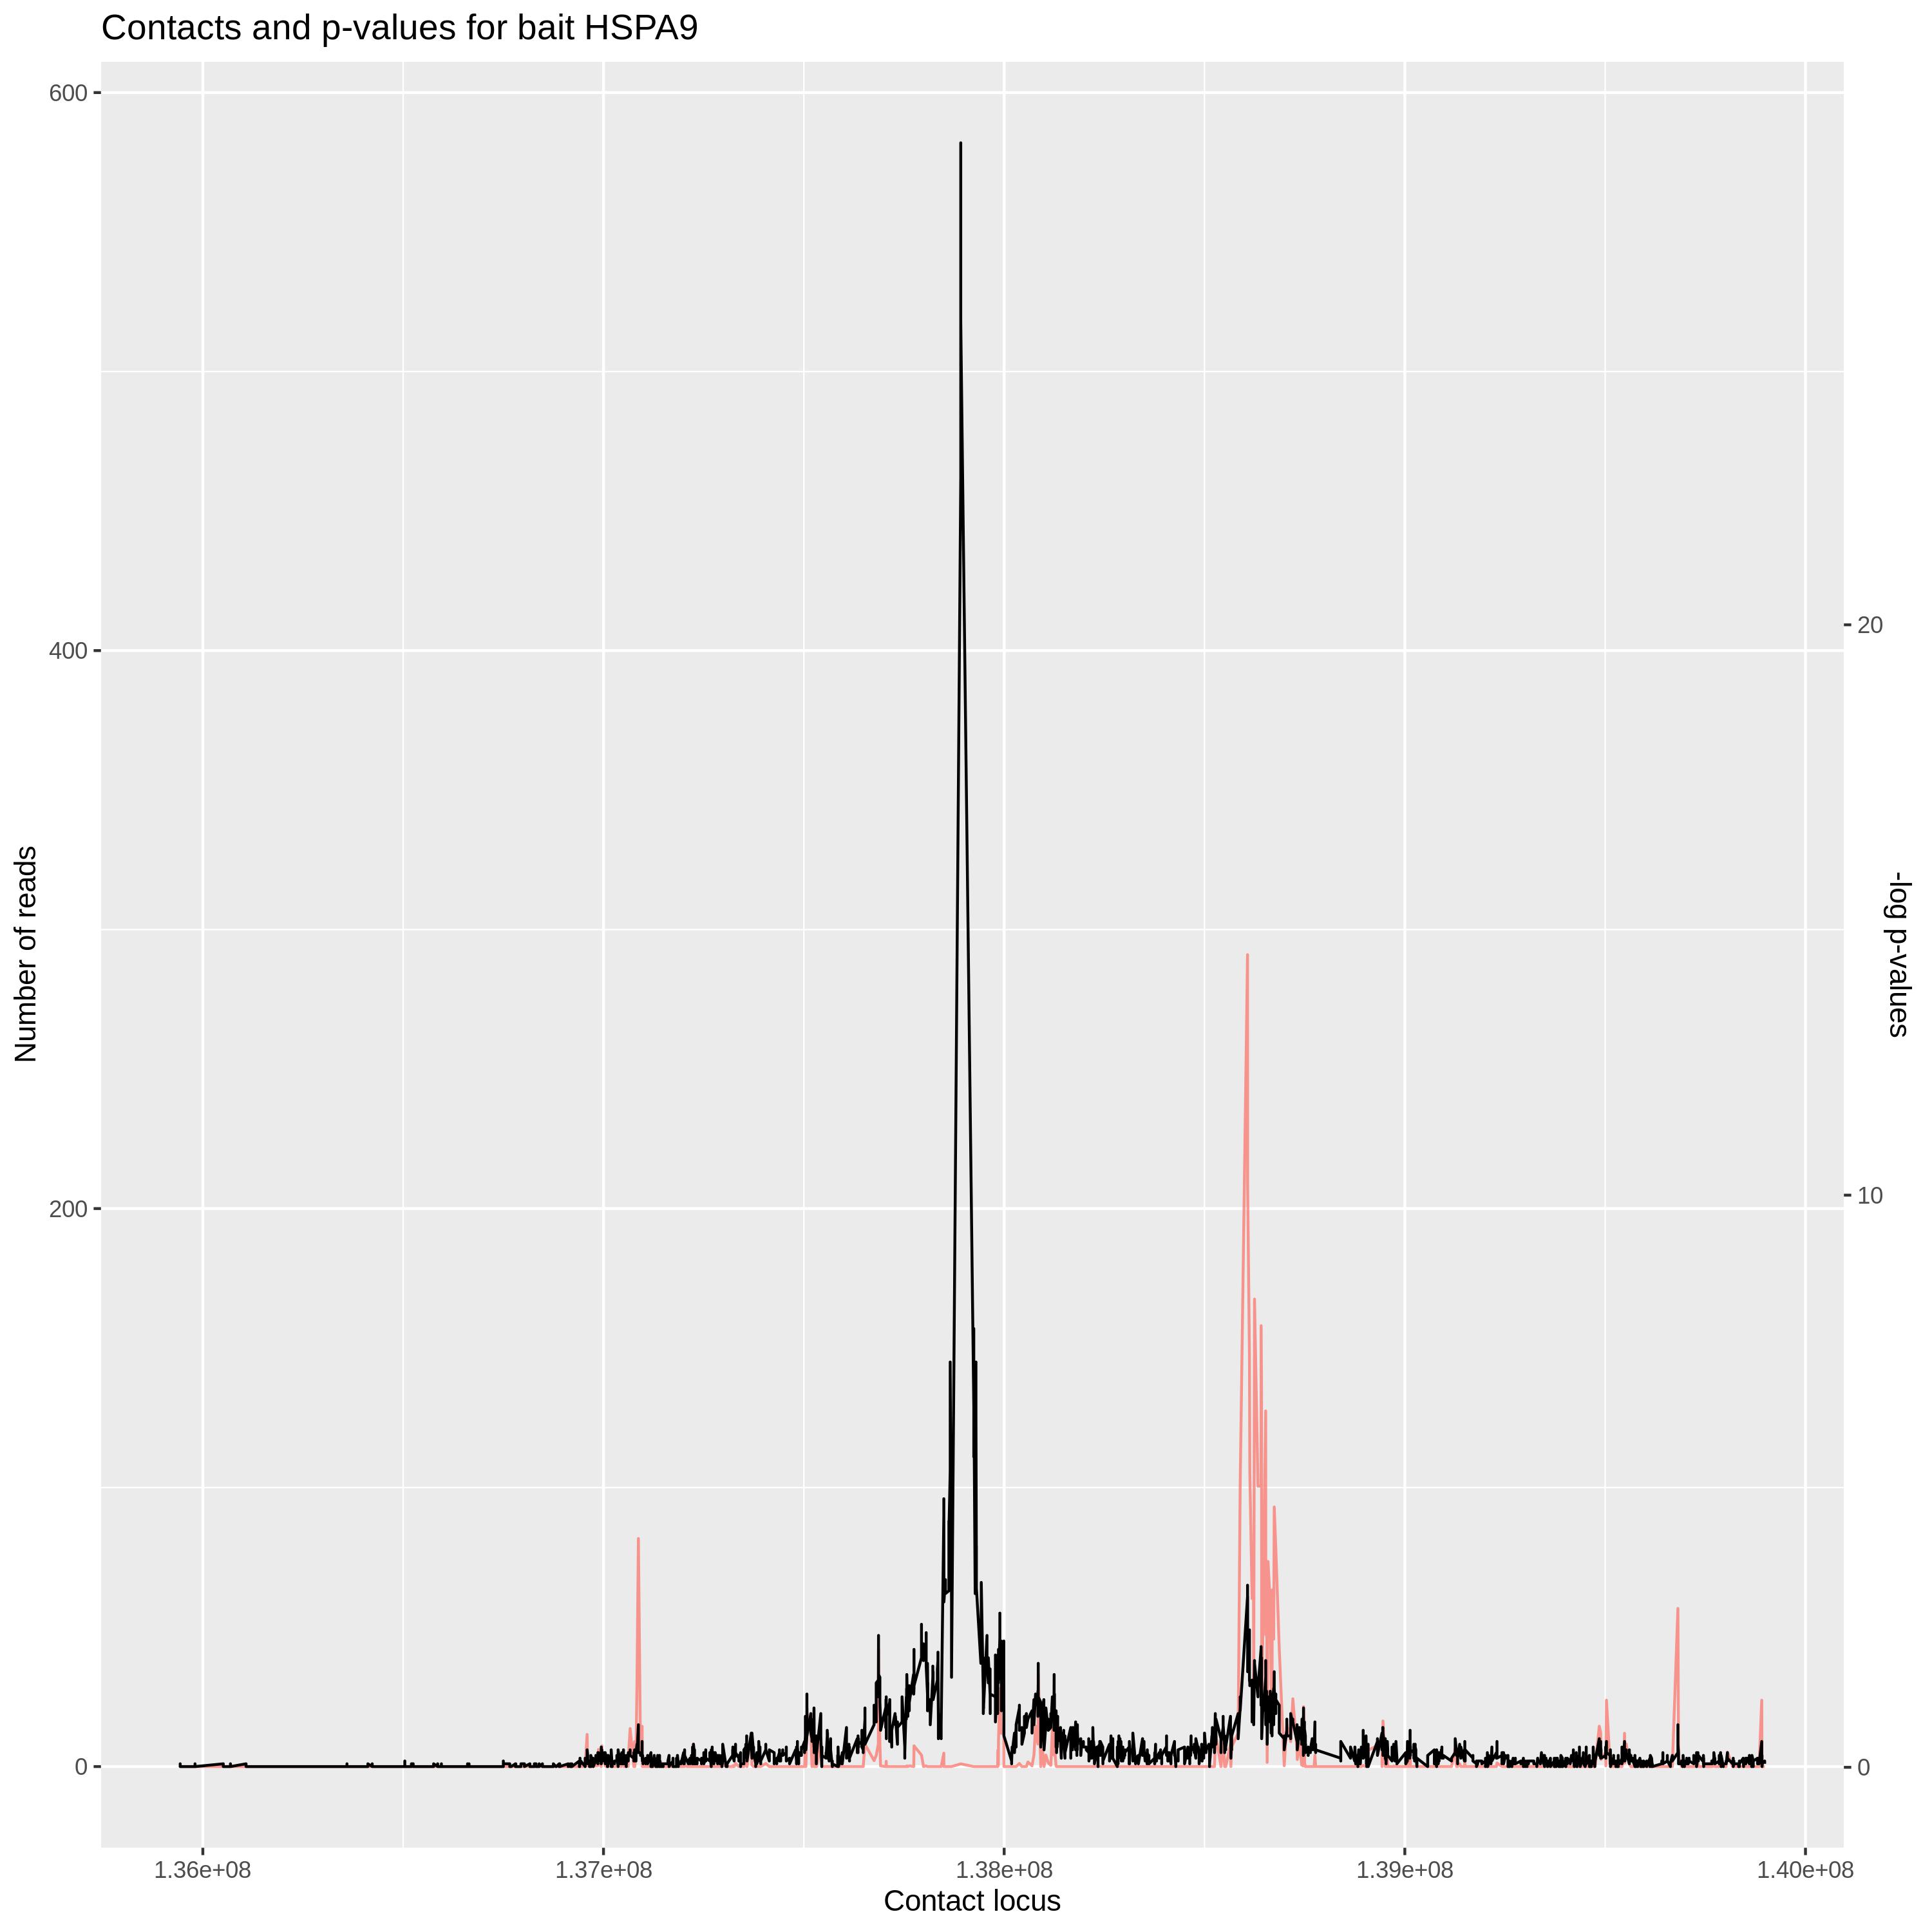 Contacts and p-values for bait HSPA9
600
400
200
0
Number of reads
20
10
0
-log p-values
1.36e+08
1.37e+08
1.38e+08
1.39e+08
1.40e+08
Contact locus